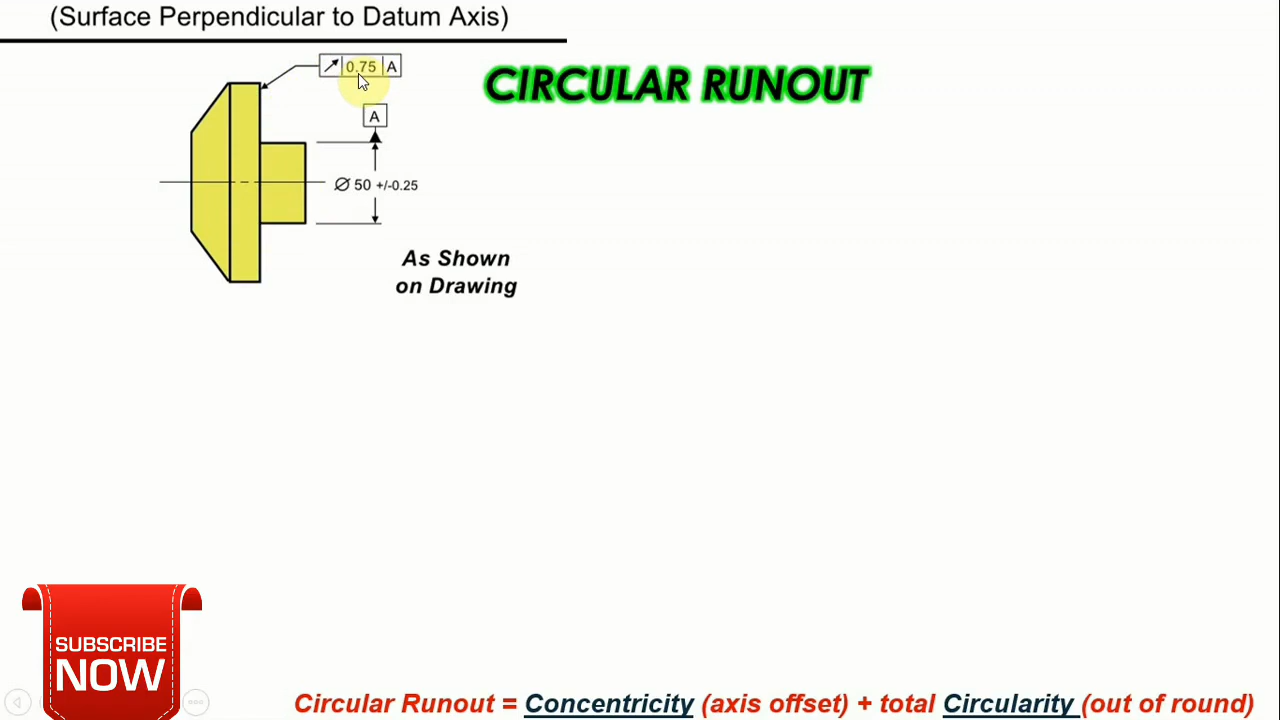 (Surface Perpendicular to Datum Axis)
↗ 0.75 A
CIRCULAR RUNOUT
A
Ø 50 +/-0.25
As Shown
on Drawing
SUBSCRIBE
NOW
Circular Runout = Concentricity (axis offset) + total Circularity (out of round)